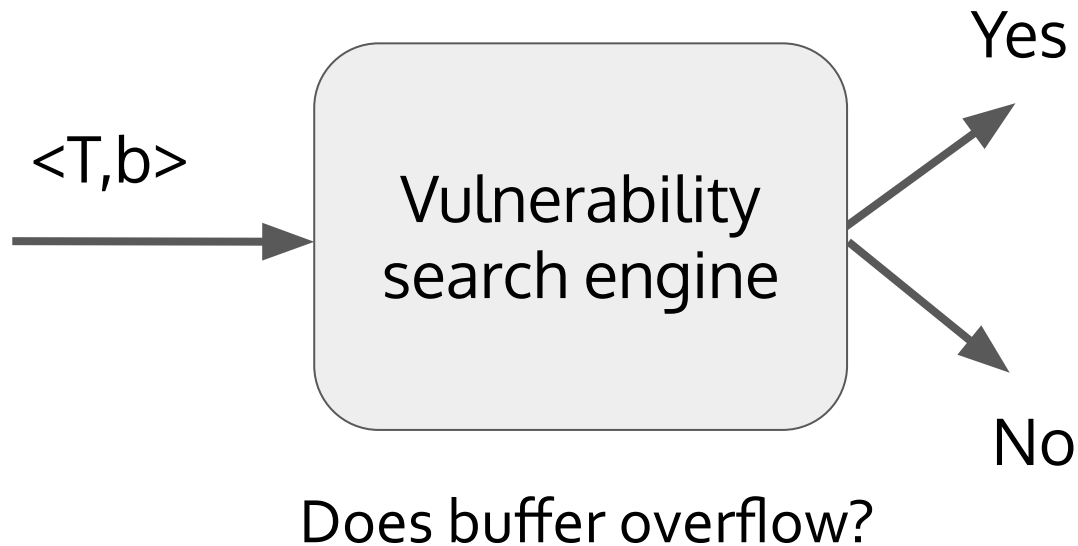 Yes
<T,b>
Vulnerability
search engine
No
Does buffer overflow?